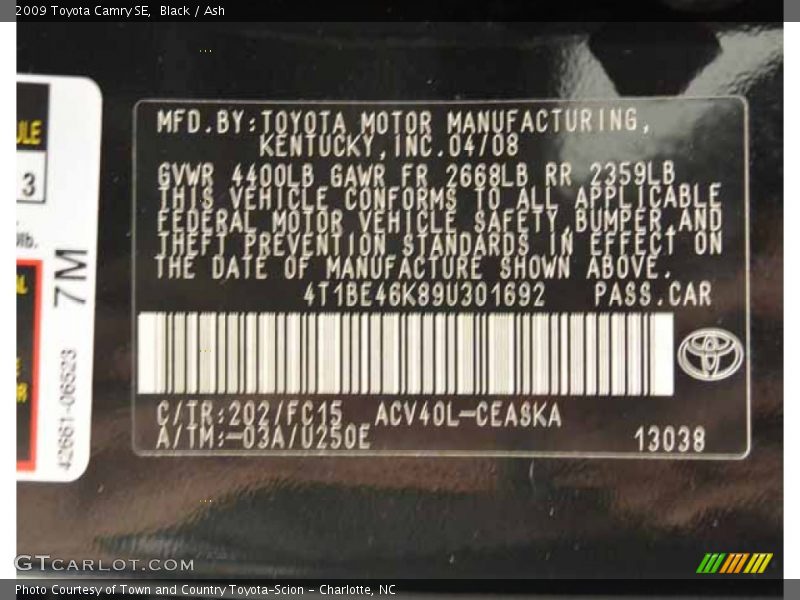 2009 Toyota Camry SE, Black / Ash
MFD.BY:TOYOTA MOTOR MANUFACTURING,
KENTUCKY,INC.04/08
GVWR 4400LB GAWR FR 2668LB RR 2359LB
THIS VEHICLE CONFORMS TO ALL APPLICABLE
FEDERAL MOTOR VEHICLE SAFETY,BUMPER,AND
THEFT PREVENTION STANDARDS IN EFFECT ON
THE DATE OF MANUFACTURE SHOWN ABOVE.
4T1BE46K89U301692 PASS.CAR
C/TR:202/FC15 ACV40L-CEASKA
A/TM:-03A/U250E 13038
3
7M
42661-06523
GTCARLOT.COM
Photo Courtesy of Town and Country Toyota-Scion - Charlotte, NC